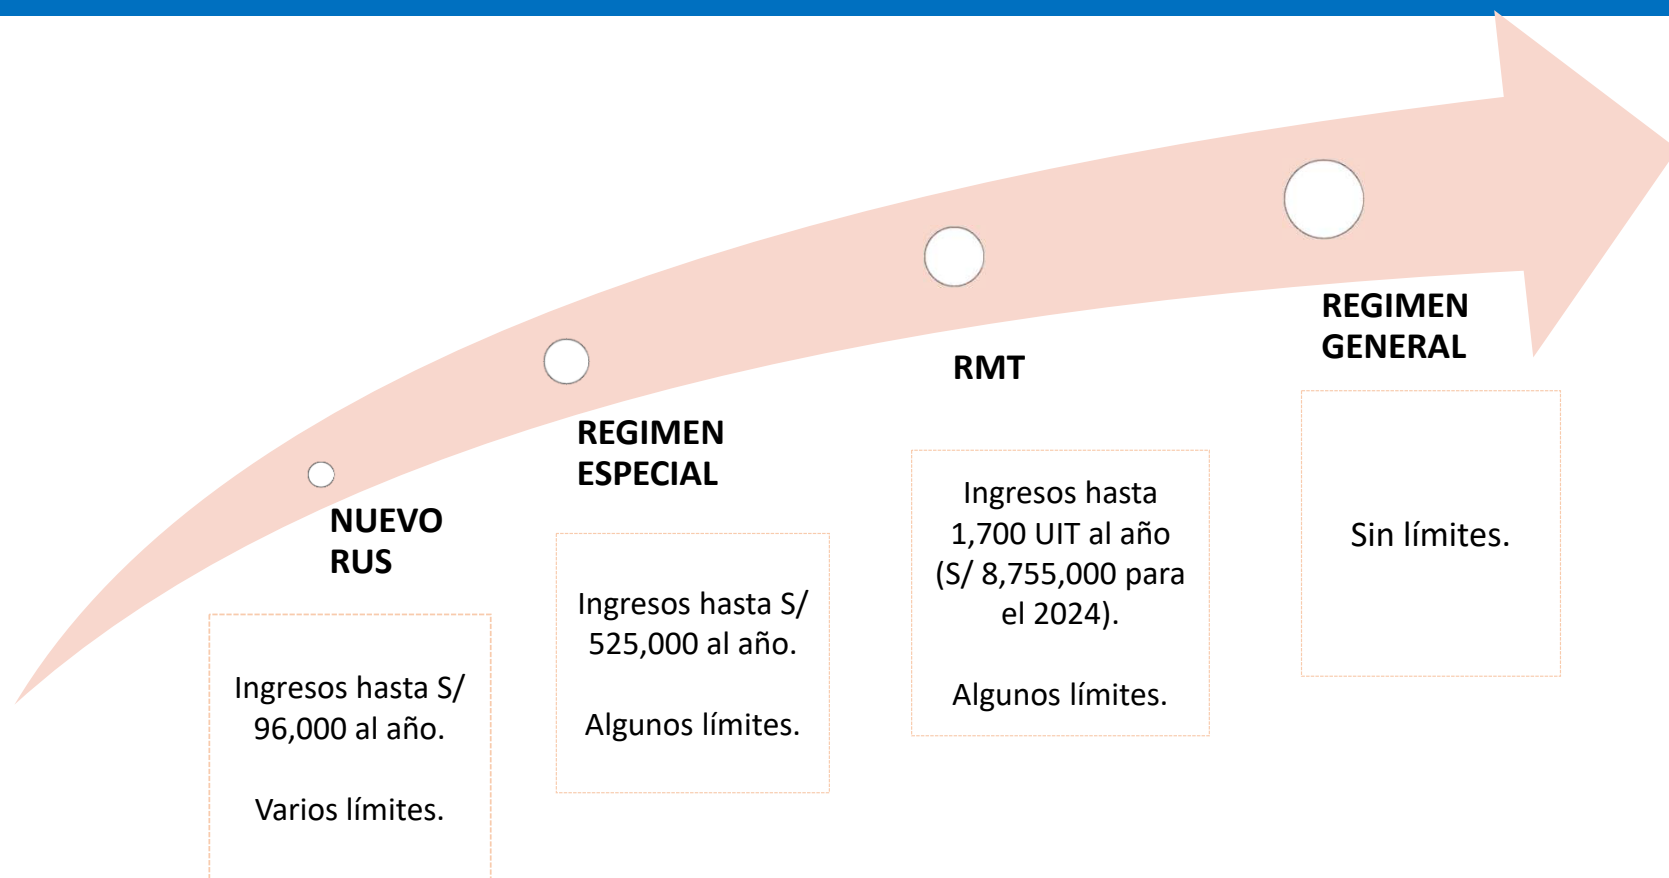 NUEVO
RUS
Ingresos hasta S/
96,000 al año.
Varios límites.
REGIMEN
ESPECIAL
Ingresos hasta S/
525,000 al año.
Algunos límites.
RMT
Ingresos hasta
1,700 UIT al año
(S/ 8,755,000 para
el 2024).
Algunos límites.
REGIMEN
GENERAL
Sin límites.